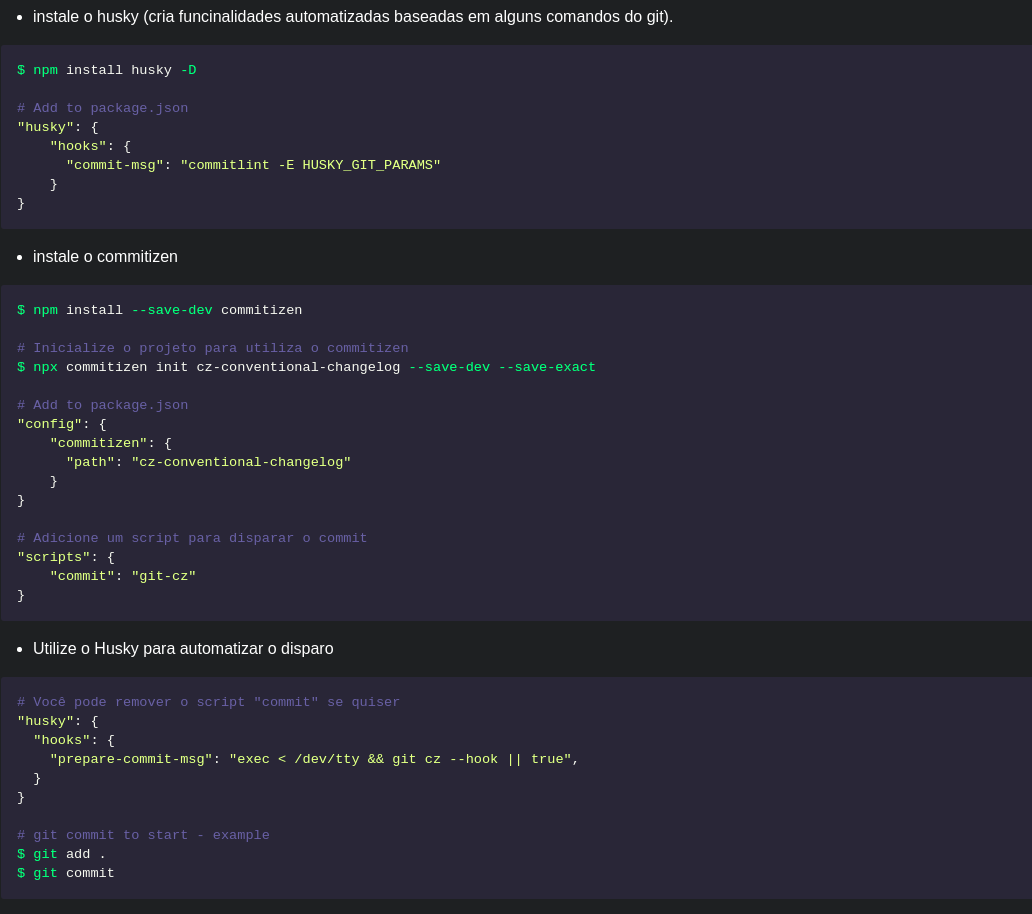 • instale o husky (cria funcinalidades automatizadas baseadas em alguns comandos do git).
$ npm install husky -D
# Add to package.json
"husky": {
    "hooks": {
      "commit-msg": "commitlint -E HUSKY_GIT_PARAMS"
    }
}
• instale o commitizen
$ npm install --save-dev commitizen
# Inicialize o projeto para utiliza o commitizen
$ npx commitizen init cz-conventional-changelog --save-dev --save-exact
# Add to package.json
"config": {
    "commitizen": {
      "path": "cz-conventional-changelog"
    }
}
# Adicione um script para disparar o commit
"scripts": {
    "commit": "git-cz"
}
• Utilize o Husky para automatizar o disparo
# Você pode remover o script "commit" se quiser
"husky": {
  "hooks": {
    "prepare-commit-msg": "exec < /dev/tty && git cz --hook || true",
  }
}
# git commit to start - example
$ git add .
$ git commit